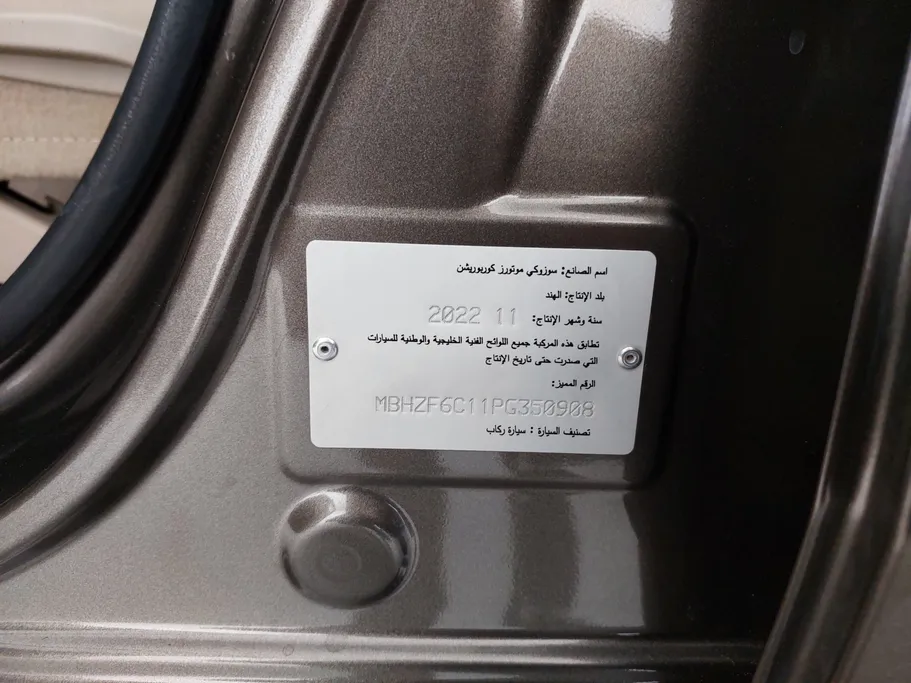 اسم الصانع: سوزوكي موتورز كوربوريشن
بلد الإنتاج: الهند
سنة وشهر الإنتاج: 2022 11
تطابق هذه المركبة جميع اللوائح الفنية الخليجية والوطنية للسيارات
التي صدرت حتى تاريخ الإنتاج
الرقم المميز:
MBHZF6C11PG350908
تصنيف السيارة : سيارة ركاب